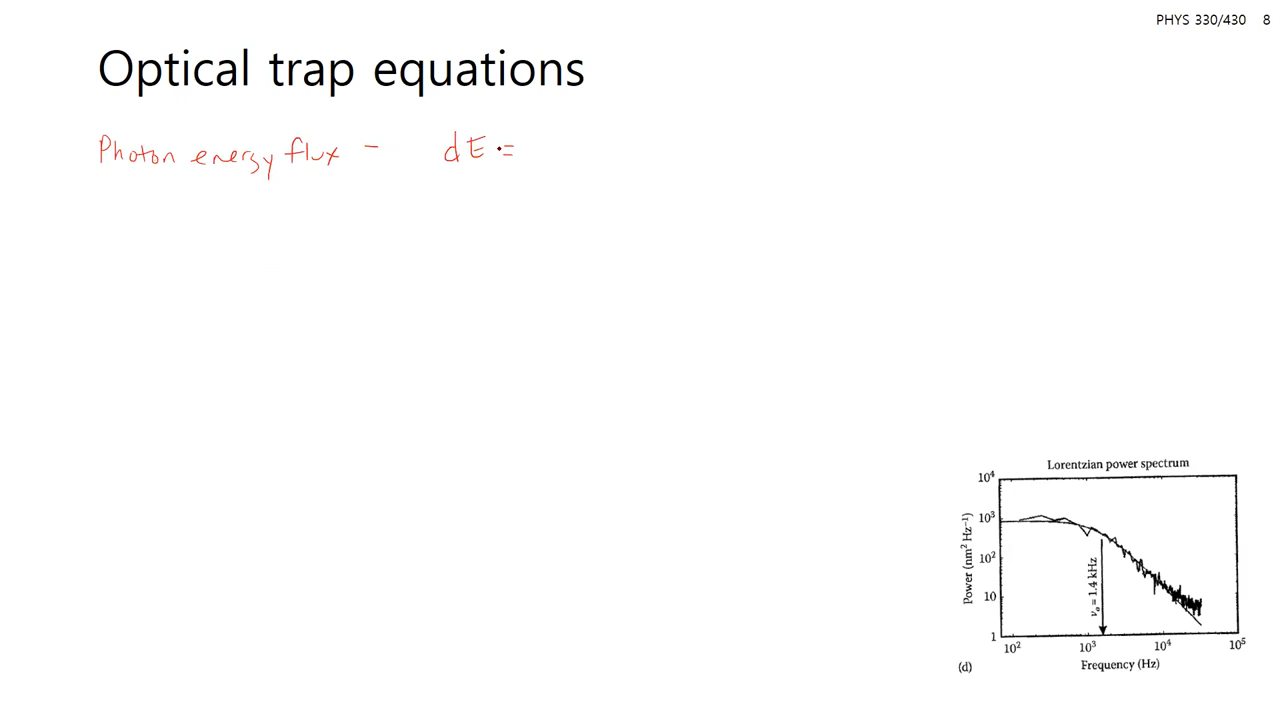 PHYS 330/430 8
Optical trap equations
Photon energy flux - dE =
Lorentzian power spectrum
10⁴
10³
10²
10
1
Power (nm² Hz⁻¹)
νₒ = 1.4 kHz
10² 10³ 10⁴ 10⁵
(d) Frequency (Hz)